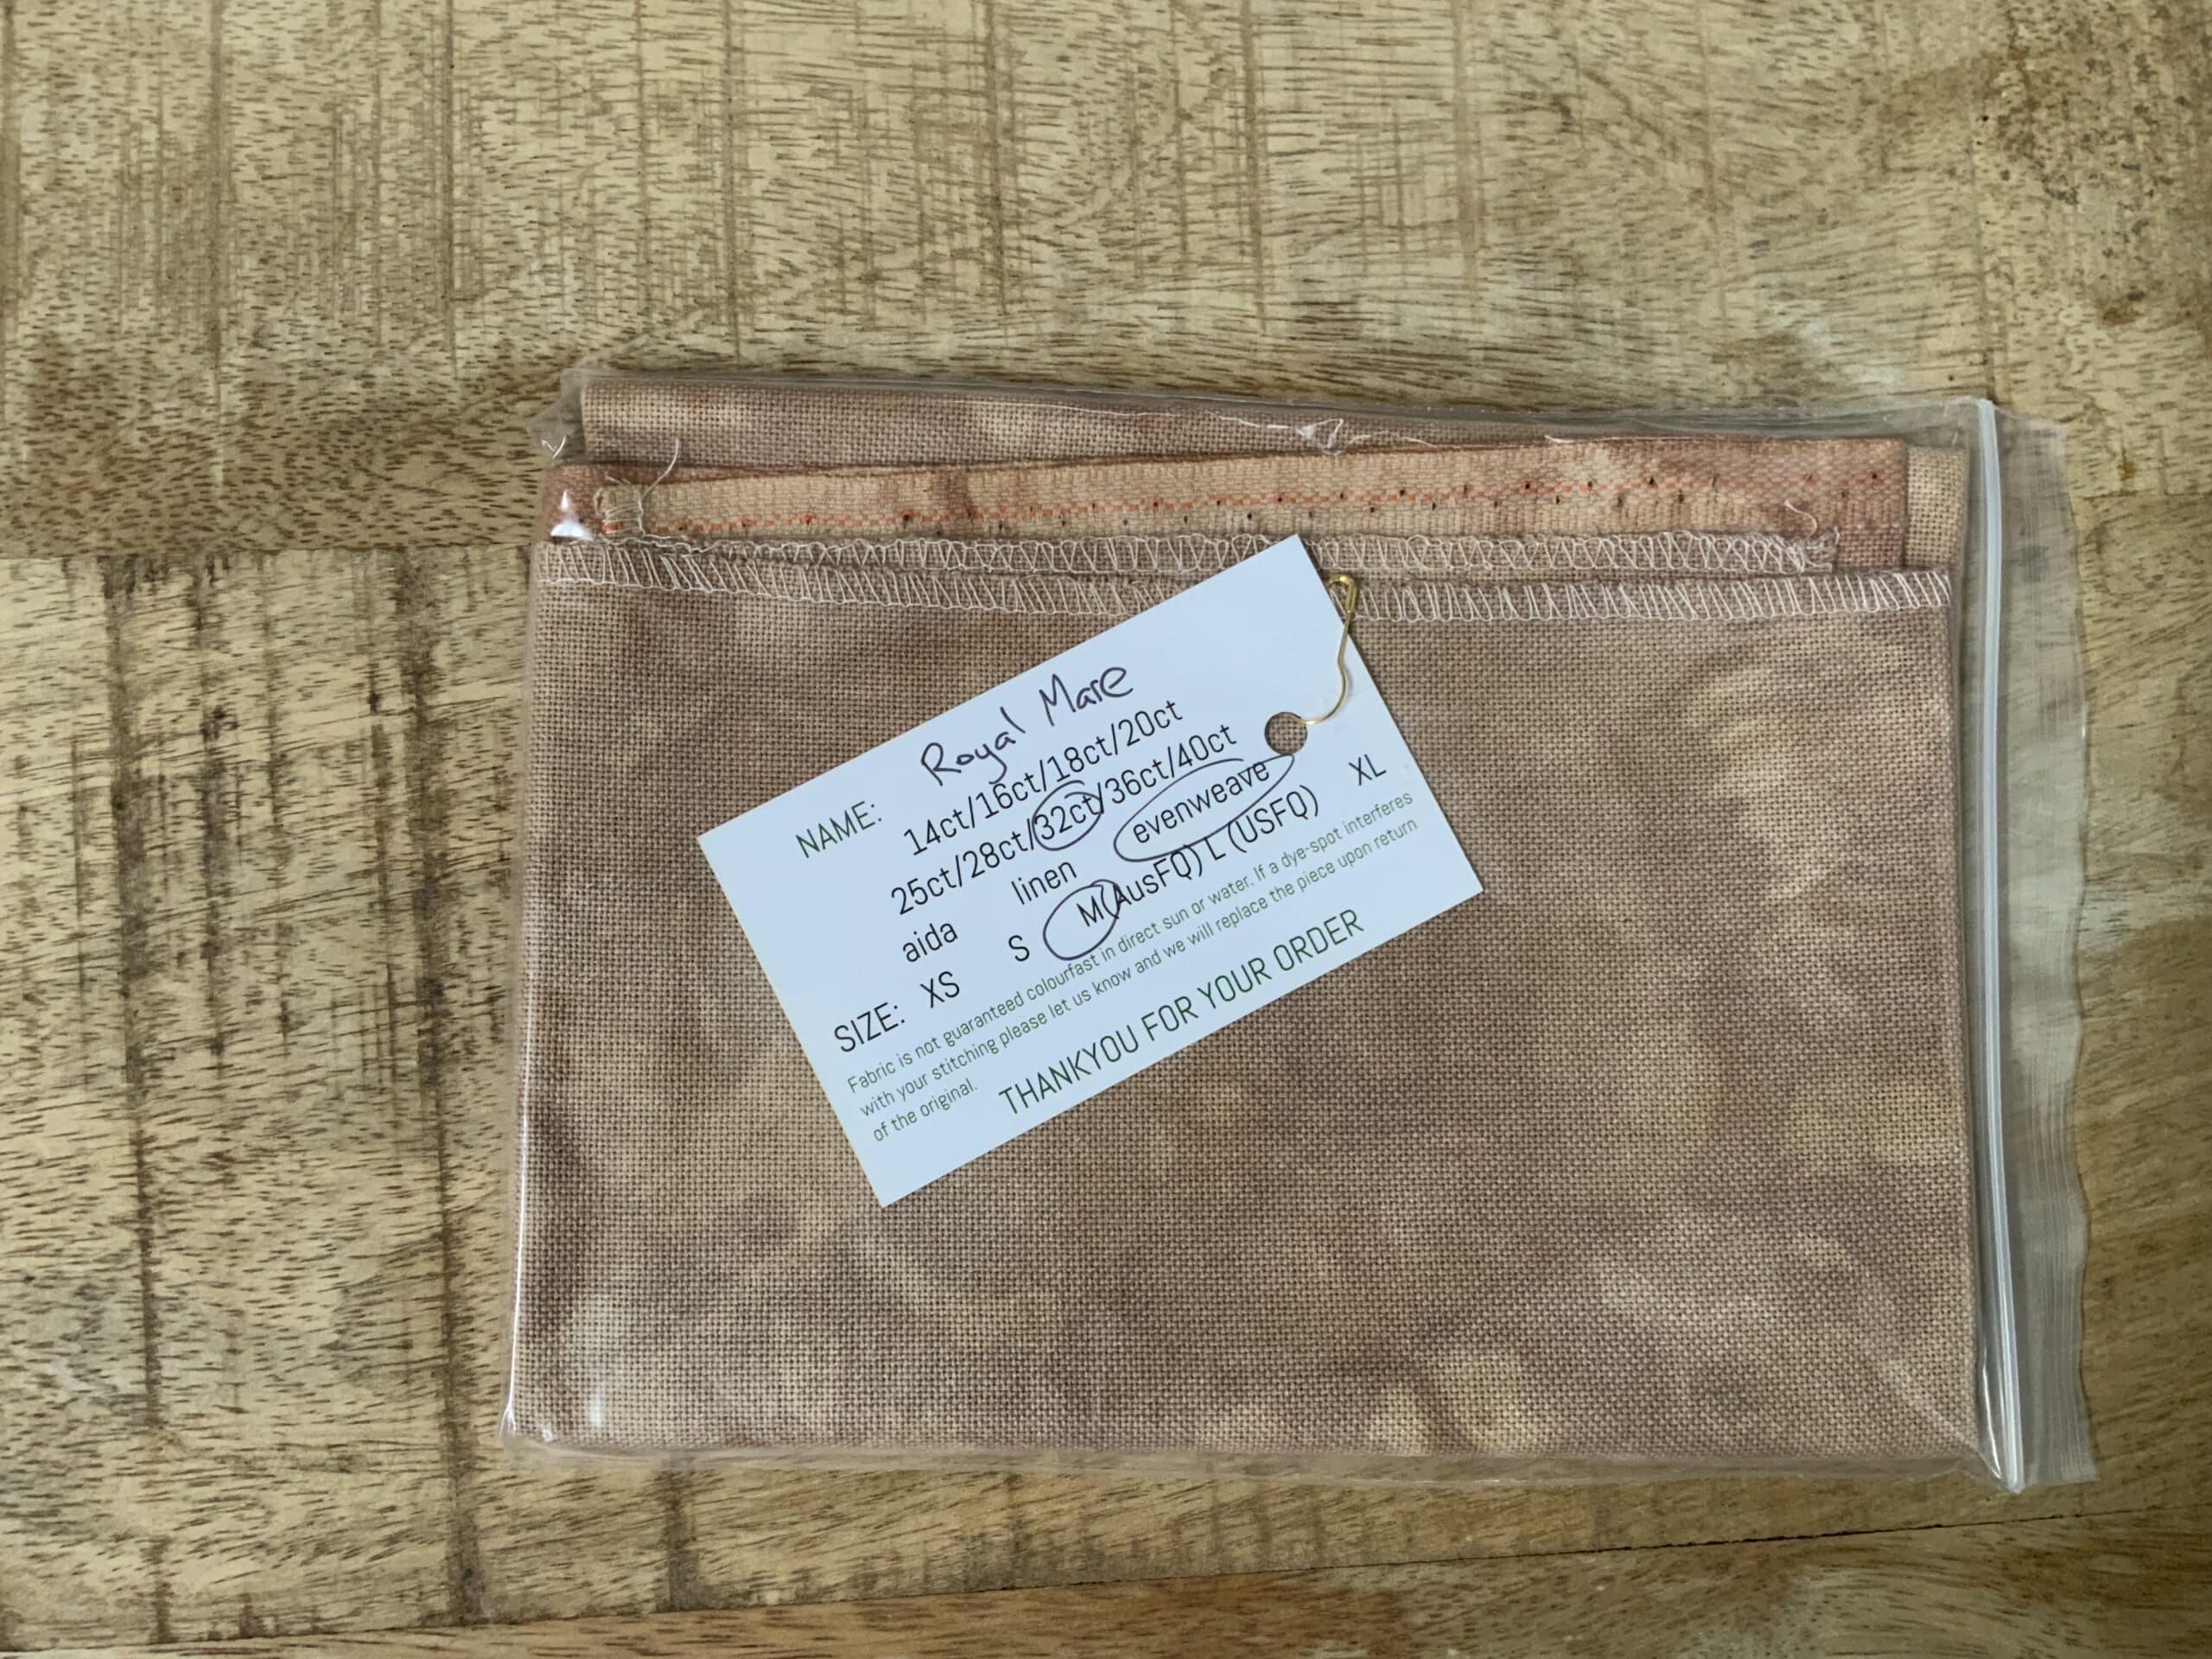 NAME: Royal Mare
14ct/16ct/18ct/20ct
25ct/28ct/32ct/36ct/40ct
aida linen evenweave
SIZE: XS S M(AusFQ) L (USFQ) XL
Fabric is not guaranteed colourfast in direct sun or water. If a dye-spot interferes
with your stitching please let us know and we will replace the piece upon return
of the original.
THANKYOU FOR YOUR ORDER